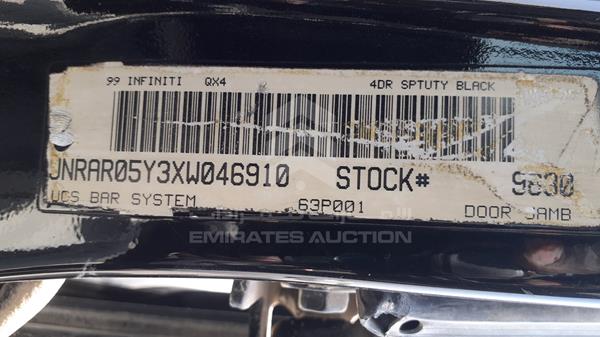 99 INFINITI QX4 4DR SPTUTY BLACK
JNRAR05Y3XW046910 STOCK# 9830
UCS BAR SYSTEM 63P001 DOOR JAMB
EMIRATES AUCTION